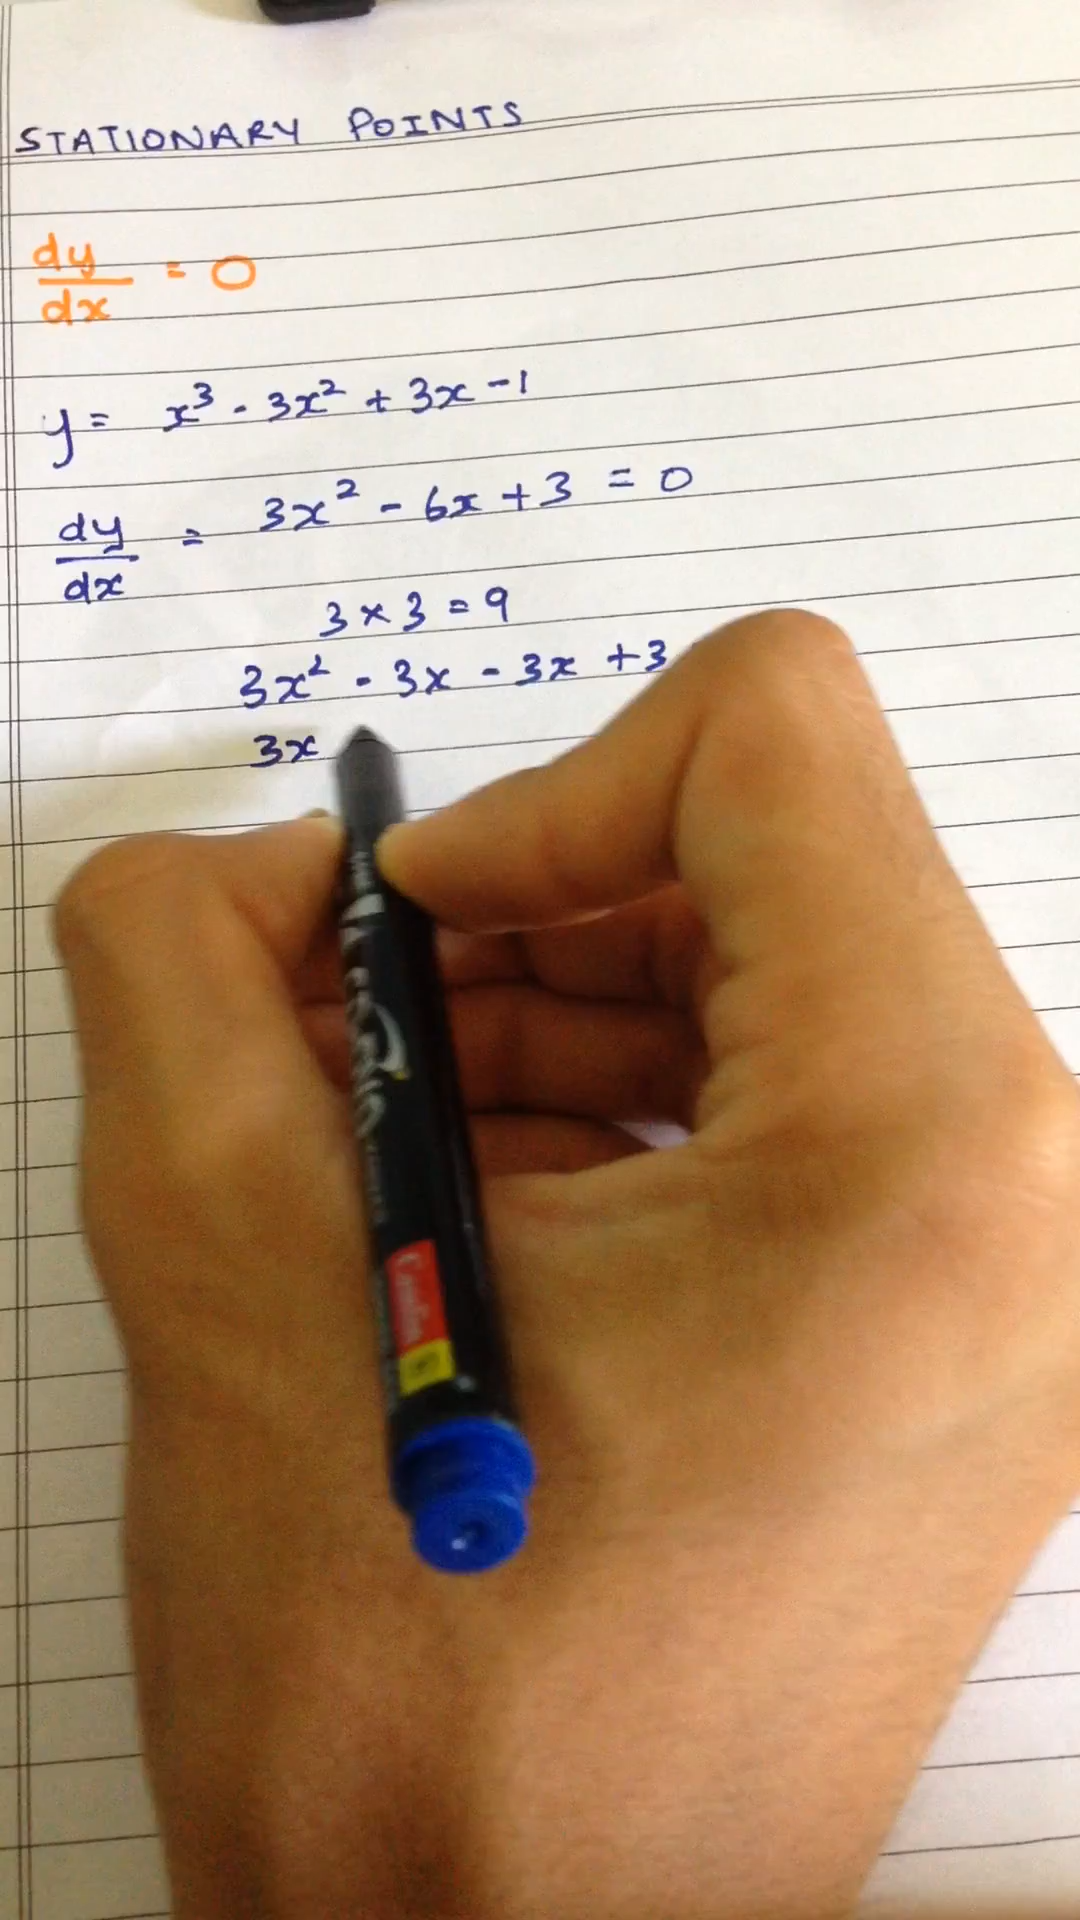 STATIONARY POINTS
dy/dx = 0
y = x³ - 3x² + 3x - 1
dy/dx = 3x² - 6x + 3 = 0
3 × 3 = 9
3x² - 3x - 3x + 3
3x
Camlin